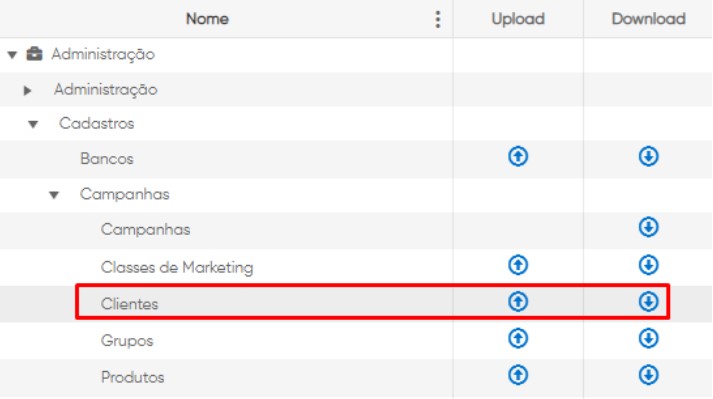 Nome Upload Download
Administração
Administração
Cadastros
Bancos
Campanhas
Campanhas
Classes de Marketing
Clientes
Grupos
Produtos